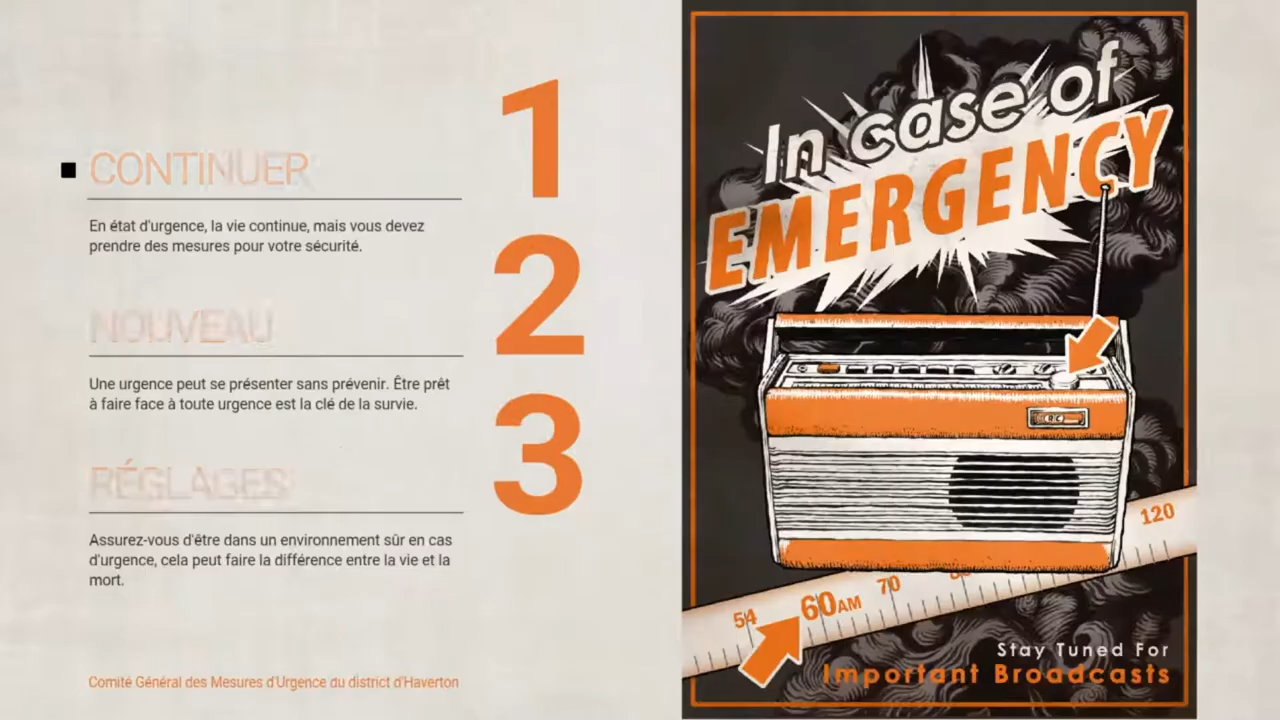 CONTINUER
1
En état d'urgence, la vie continue, mais vous devez
prendre des mesures pour votre sécurité.
NOUVEAU
2
Une urgence peut se présenter sans prévenir. Être prêt
à faire face à toute urgence est la clé de la survie.
RÉGLAGES
3
Assurez-vous d'être dans un environnement sûr en cas
d'urgence, cela peut faire la différence entre la vie et la
mort.
Comité Général des Mesures d'Urgence du district d'Haverton
In case of
EMERGENCY
54 60AM 70 120
Stay Tuned For
Important Broadcasts